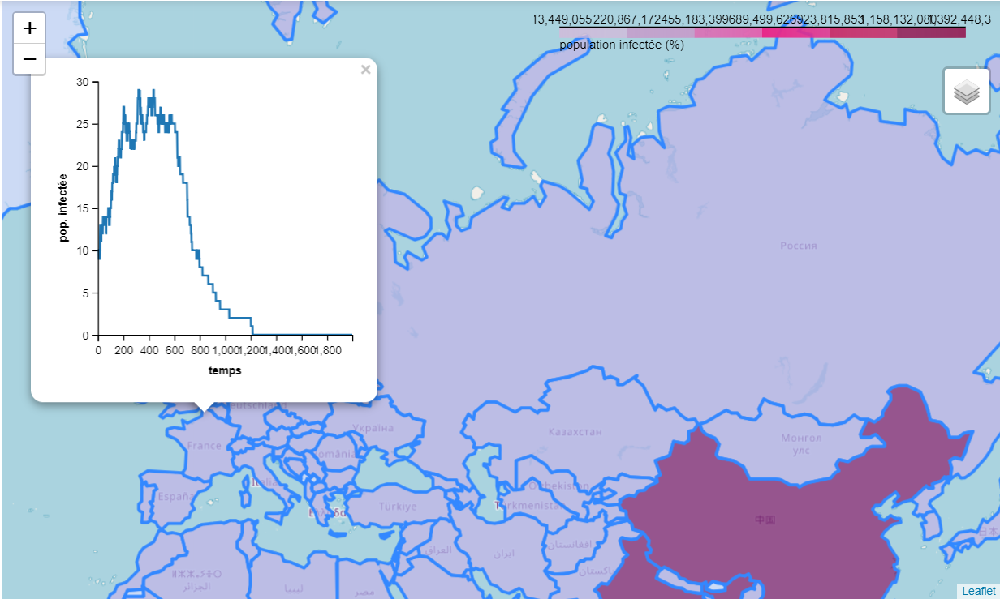 +
−
13,449,055220,867,172455,183,399689,499,626923,815,8531,158,132,0801,392,448,3
population infectée (%)
×
30
25
20
15
10
5
0
pop. infectée
0 200 400 600 800 1,000 1,200 1,400 1,600 1,800
temps
Россия
Deutschland
Україна
Казахстан
France
Монгол
улс
România
Italia
Oʻzbekiston
España
Türkiye
Ελλάδα
Türkmenistan
中国
日本
افغانستان
العراق
ایران
پاکستان
ⵍⵣⵣⴰⵢⴻⵔ
الجزائر
ليبيا
مصر
Leaflet